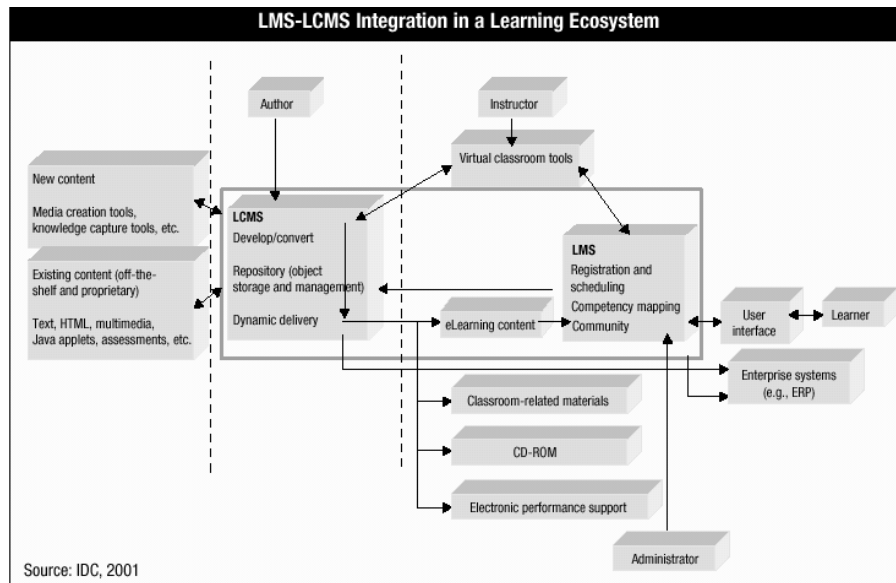 LMS-LCMS Integration in a Learning Ecosystem
Author
Instructor
Virtual classroom tools
New content
Media creation tools,
knowledge capture tools, etc.
Existing content (off-the-
shelf and proprietary)
Text, HTML, multimedia,
Java applets, assessments, etc.
LCMS
Develop/convert
Repository (object
storage and management)
Dynamic delivery
LMS
Registration and
scheduling
Competency mapping
Community
eLearning content
User
interface
Learner
Enterprise systems
(e.g., ERP)
Classroom-related materials
CD-ROM
Electronic performance support
Administrator
Source: IDC, 2001